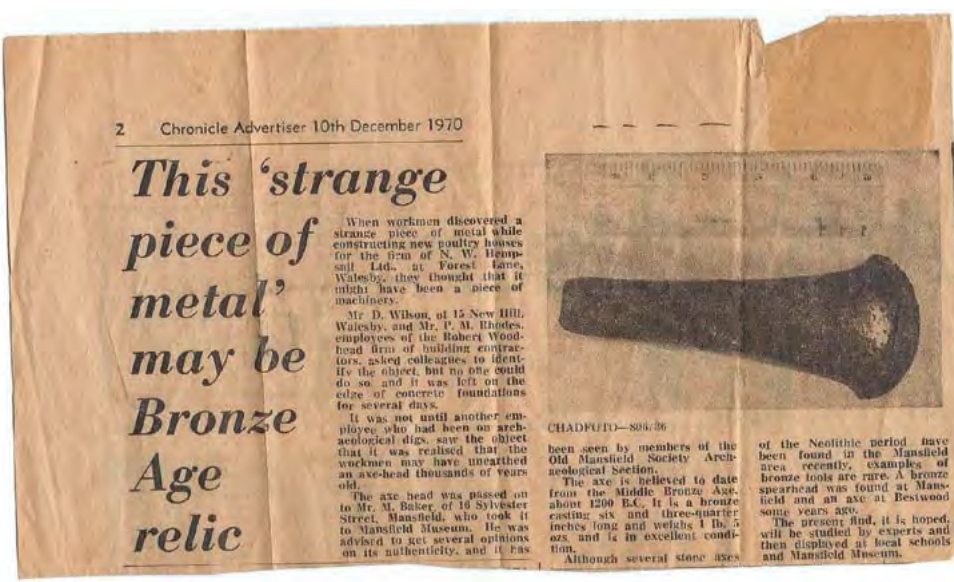 2 Chronicle Advertiser 10th December 1970
This 'strange
piece of
metal'
may be
Bronze
Age
relic
When workmen discovered a
strange piece of metal while
constructing new poultry houses
for the firm of N. W. Hemp-
sall Ltd., at Forest Lane,
Walesby, they thought that it
might have been a piece of
machinery.
Mr D. Wilson, of 15 New Hill,
Walesby, and Mr. P. M. Rhodes,
employees of the Robert Wood-
head firm of building contrac-
tors, asked colleagues to ident-
ify the object, but no one could
do so and it was left on the
edge of concrete foundations
for several days.
It was not until another em-
ployee who had been on arch-
aeological digs, saw the object
that it was realised that the
workmen may have unearthed
an axe-head thousands of years
old.
The axe head was passed on
to Mr. M. Baker, of 16 Sylvester
Street, Mansfield, who took it
to Mansfield Museum. He was
advised to get several opinions
on its authenticity, and it has
CHADFOTO—S94/36
been seen by members of the
Old Mansfield Society Arch-
aeological Section.
The axe is believed to date
from the Middle Bronze Age,
about 1200 B.C. It is a bronze
casting six and three-quarter
inches long and weighs 1 lb. 5
ozs. and is in excellent condi-
tion.
Although several stone axes
of the Neolithic period have
been found in the Mansfield
area recently, examples of
bronze tools are rare. A bronze
spearhead was found at Mans-
field and an axe at Bestwood
some years ago.
The present find, it is hoped,
will be studied by experts and
then displayed at local schools
and Mansfield Museum.